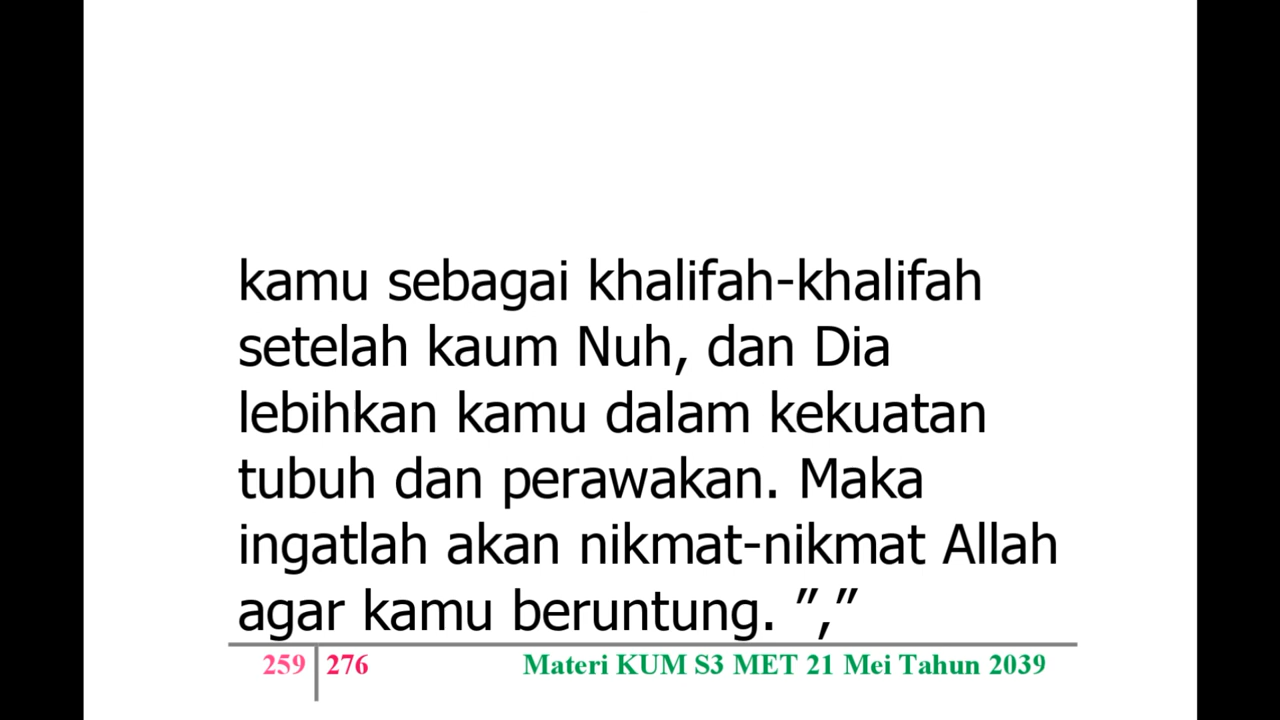 kamu sebagai khalifah-khalifah
setelah kaum Nuh, dan Dia
lebihkan kamu dalam kekuatan
tubuh dan perawakan. Maka
ingatlah akan nikmat-nikmat Allah
agar kamu beruntung. ”,”
259 276 Materi KUM S3 MET 21 Mei Tahun 2039